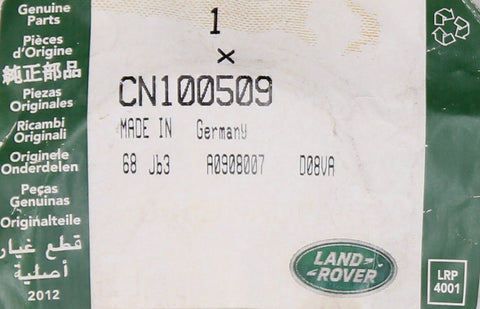 Genuine
Parts
Pièces
d'Origine
純正部品
Piezas
Originales
Ricambi
Originali
Originele
Onderdelen
Peças
Genuinas
Originalteile
قطع غيار
أصلية
2012
1
×
CN100509
MADE IN Germany
68 Jb3 A0908007 D08VA
LAND-
-ROVER
LRP
4001